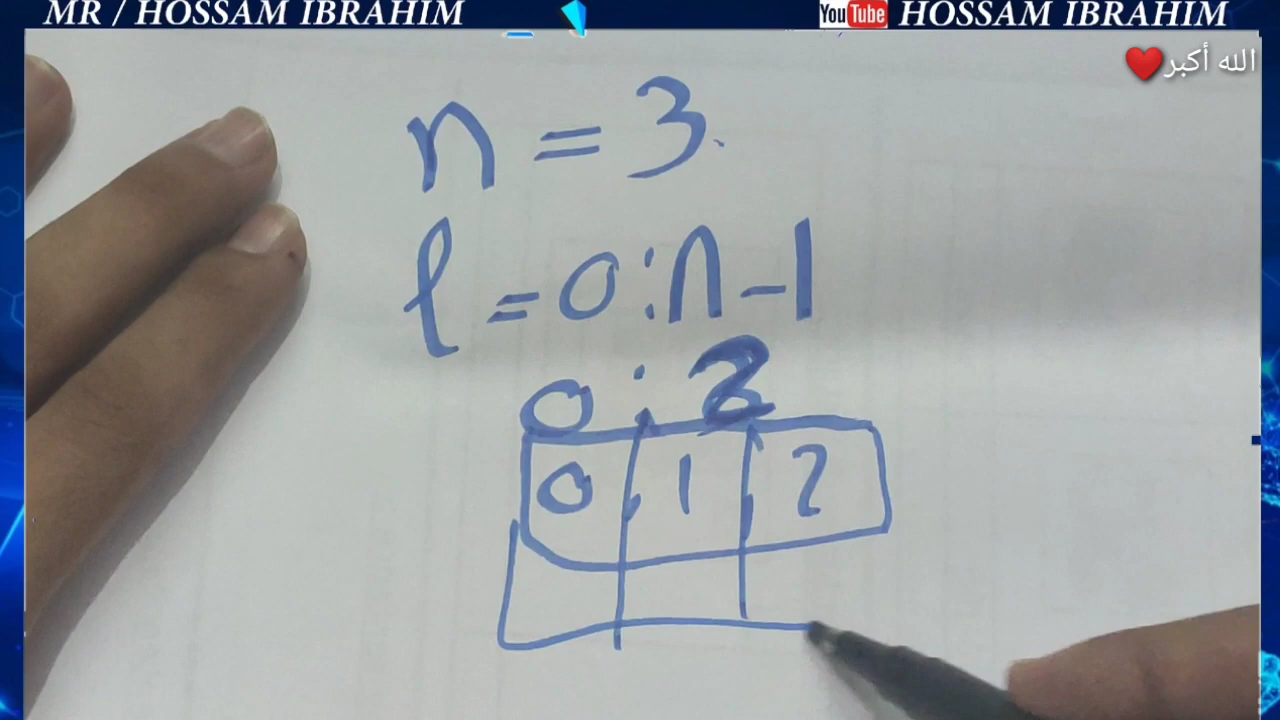 MR / HOSSAM IBRAHIM
YouTube HOSSAM IBRAHIM
الله أكبر❤
n = 3
l = 0:n-1
0 : 2
0 1 2